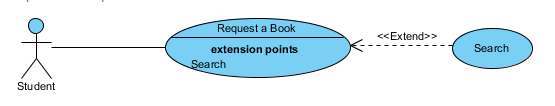 Request a Book
extension points
Search
<<Extend>>
Search
Student